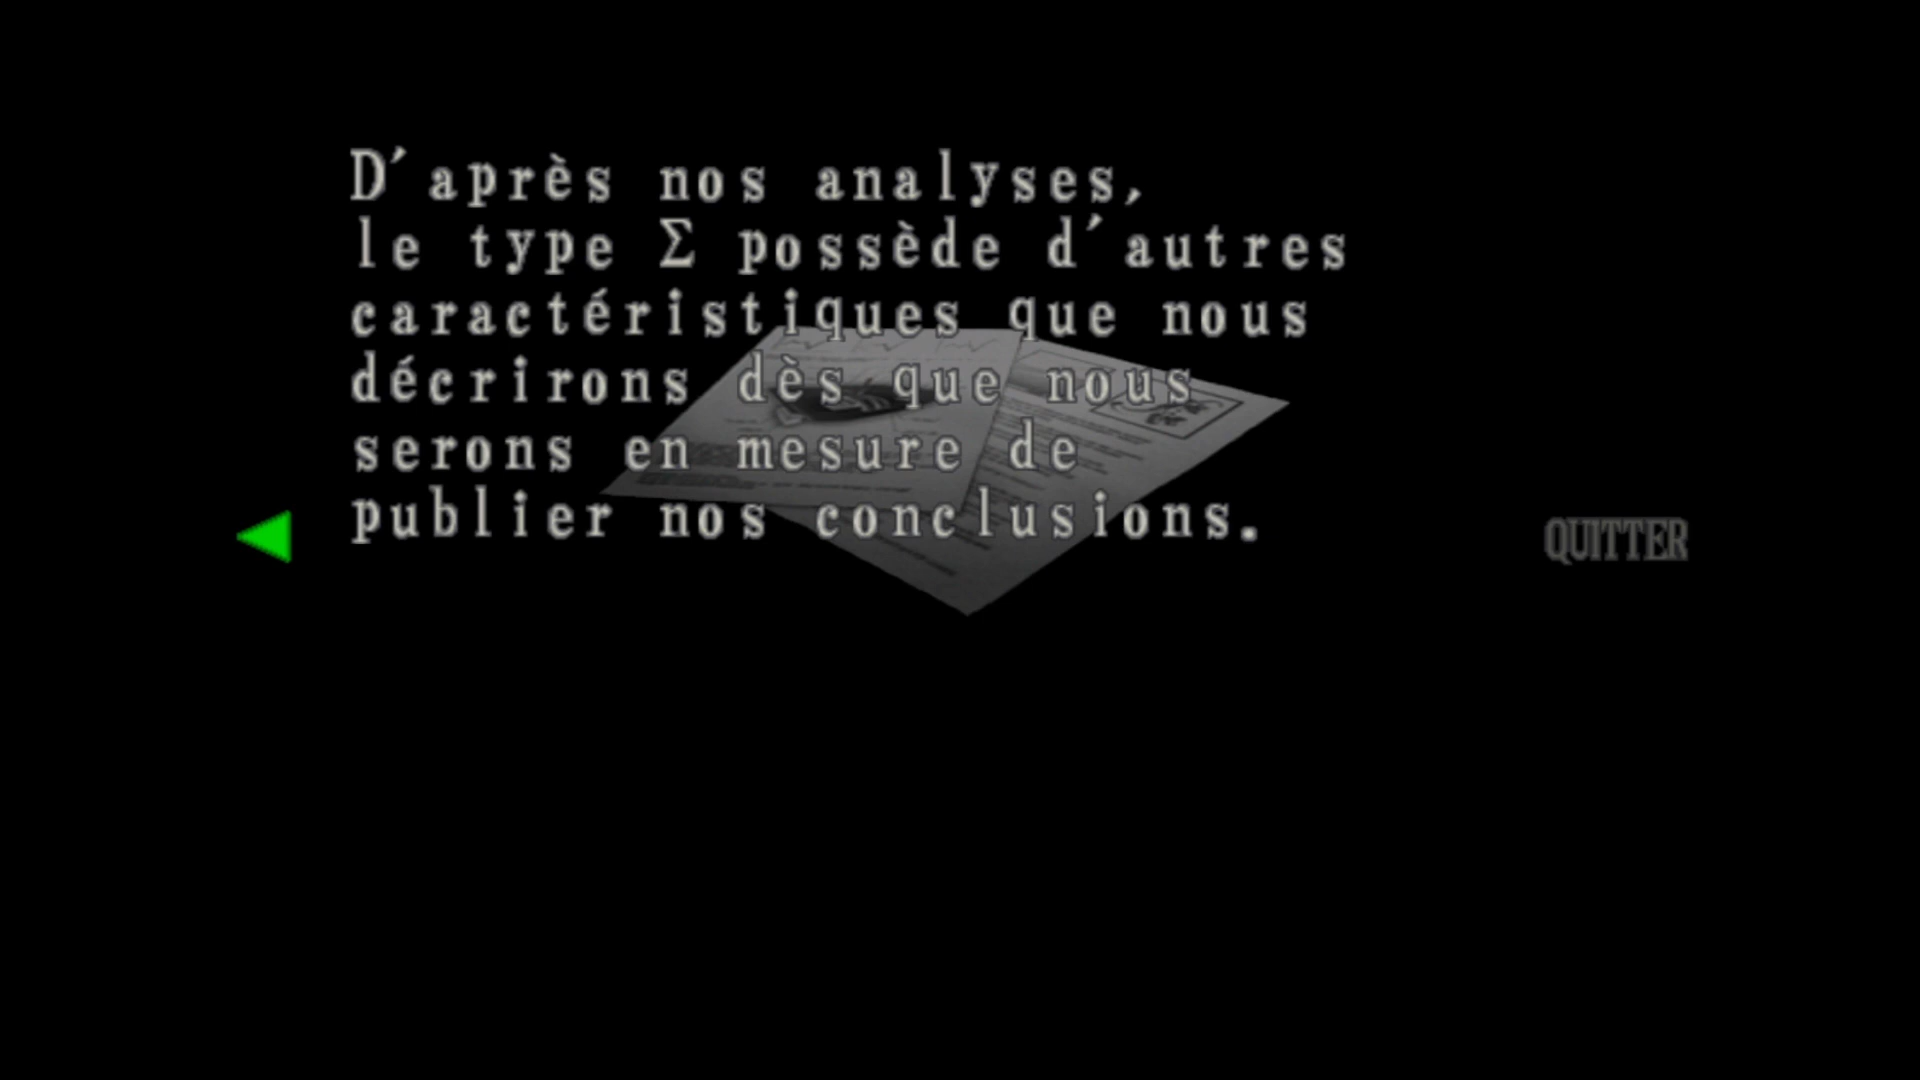 D'après nos analyses,
le type Σ possède d'autres
caractéristiques que nous
décrirons dès que nous
serons en mesure de
publier nos conclusions.
QUITTER